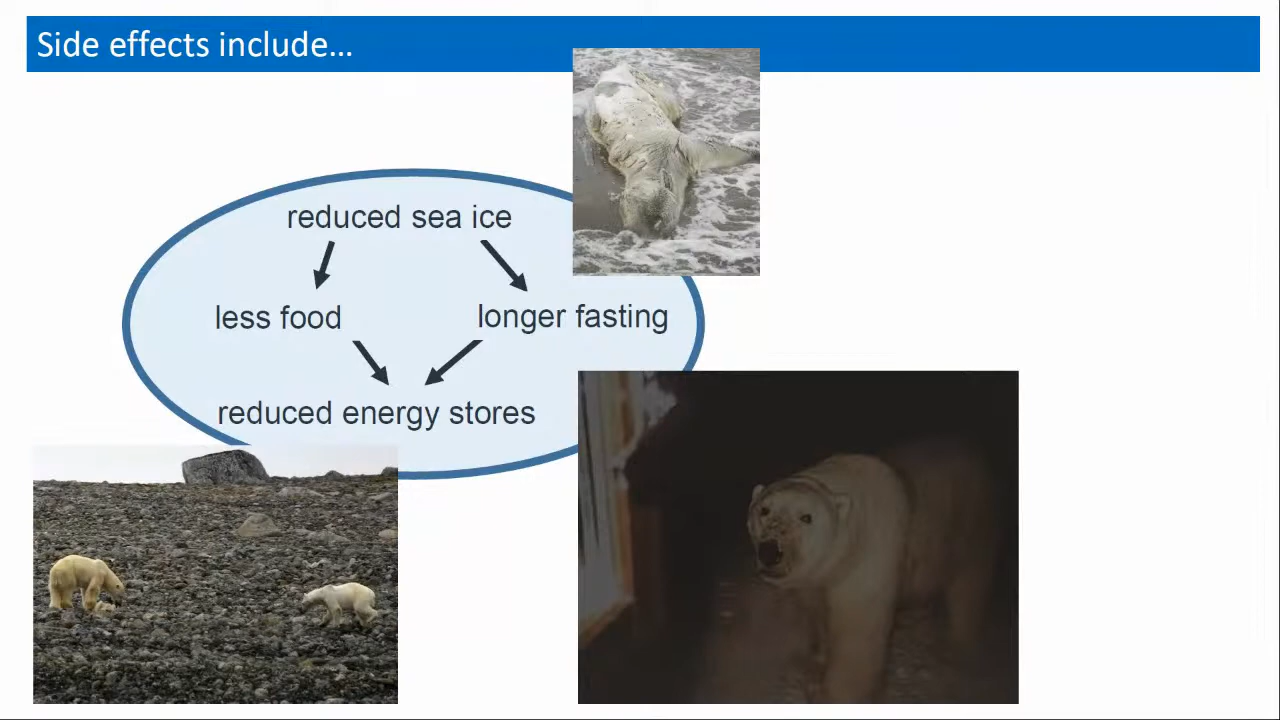 Side effects include...
reduced sea ice
less food
longer fasting
reduced energy stores